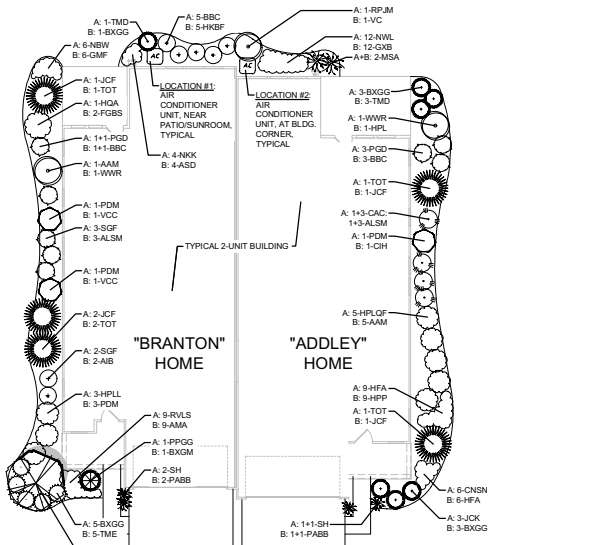 A: 1-TMD
B: 1-BXGG
A: 5-BBC
B: 5-HKBF
A: 1-RPJM
B: 1-VC
A: 6-NBW
B: 6-GMF
A: 12-NWL
B: 12-GXB
A+B: 2-MSA
AC
AC
A: 1-JCF
B: 1-TOT
LOCATION #1:
AIR
CONDITIONER
UNIT, NEAR
PATIO/SUNROOM,
TYPICAL
LOCATION #2:
AIR
CONDITIONER
UNIT, AT BLDG.
CORNER,
TYPICAL
A: 3-BXGG
B: 3-TMD
A: 1-HQA
B: 2-FGBS
A: 1-WWR
B: 1-HPL
A: 1+1-PGD
B: 1+1-BBC
A: 4-NKK
B: 4-ASD
A: 3-PGD
B: 3-BBC
A: 1-AAM
B: 1-WWR
A: 1-TOT
B: 1-JCF
A: 1-PDM
B: 1-VCC
A: 1+3-CAC:
1+3-ALSM
A: 3-SGF
B: 3-ALSM
A: 1-PDM
B: 1-CIH
TYPICAL 2-UNIT BUILDING
A: 1-PDM
B: 1-VCC
A: 2-JCF
B: 2-TOT
A: 5-HPLQF
B: 5-AAM
"BRANTON"
HOME
"ADDLEY"
HOME
A: 2-SGF
B: 2-AIB
A: 3-HPLL
B: 3-PDM
A: 9-HFA
B: 9-HPP
A: 9-RVLS
B: 9-AMA
A: 1-TOT
B: 1-JCF
A: 1-PPGG
B: 1-BXGM
A: 2-SH
B: 2-PABB
A: 6-CNSN
B: 6-HFA
A: 5-BXGG
B: 5-TME
A: 1+1-SH
B: 1+1-PABB
A: 3-JCK
B: 3-BXGG